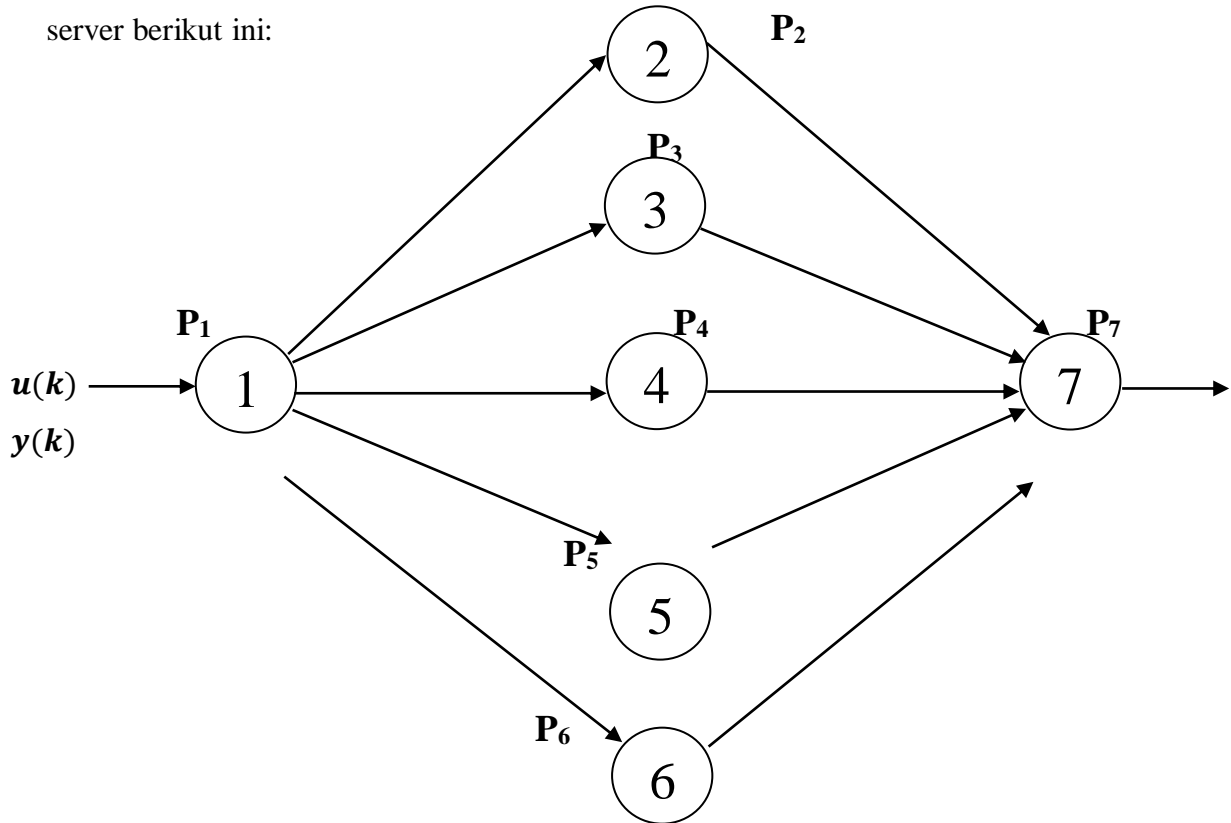 server berikut ini:
P₂
2
P₃
3
P₁
P₄
P₇
u(k)
1
4
7
y(k)
P₅
5
P₆
6